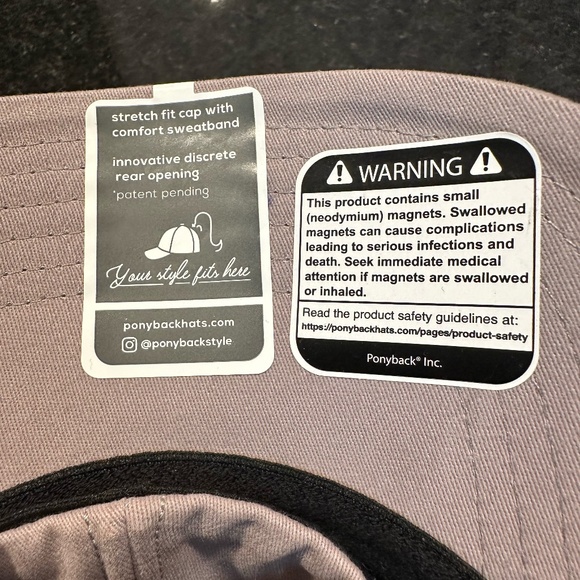 stretch fit cap with
comfort sweatband
innovative discrete
rear opening
*patent pending
Your style fits here
ponybackhats.com
@ponybackstyle
WARNING
This product contains small
(neodymium) magnets. Swallowed
magnets can cause complications
leading to serious infections and
death. Seek immediate medical
attention if magnets are swallowed
or inhaled.
Read the product safety guidelines at:
https://ponybackhats.com/pages/product-safety
Ponyback® Inc.